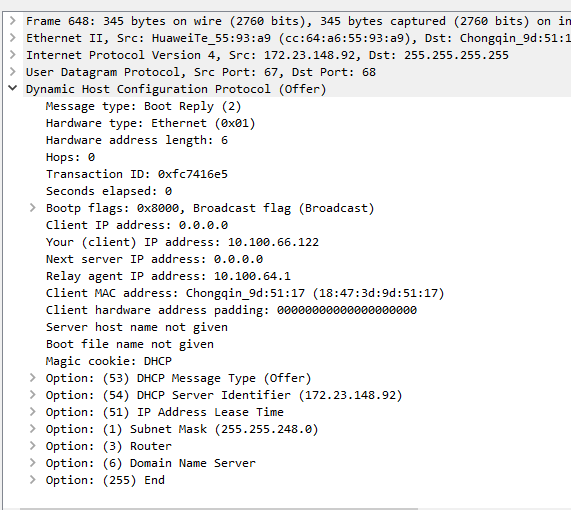 Frame 648: 345 bytes on wire (2760 bits), 345 bytes captured (2760 bits) on in
Ethernet II, Src: HuaweiTe_55:93:a9 (cc:64:a6:55:93:a9), Dst: Chongqin_9d:51:1
Internet Protocol Version 4, Src: 172.23.148.92, Dst: 255.255.255.255
User Datagram Protocol, Src Port: 67, Dst Port: 68
Dynamic Host Configuration Protocol (Offer)
Message type: Boot Reply (2)
Hardware type: Ethernet (0x01)
Hardware address length: 6
Hops: 0
Transaction ID: 0xfc7416e5
Seconds elapsed: 0
Bootp flags: 0x8000, Broadcast flag (Broadcast)
Client IP address: 0.0.0.0
Your (client) IP address: 10.100.66.122
Next server IP address: 0.0.0.0
Relay agent IP address: 10.100.64.1
Client MAC address: Chongqin_9d:51:17 (18:47:3d:9d:51:17)
Client hardware address padding: 00000000000000000000
Server host name not given
Boot file name not given
Magic cookie: DHCP
Option: (53) DHCP Message Type (Offer)
Option: (54) DHCP Server Identifier (172.23.148.92)
Option: (51) IP Address Lease Time
Option: (1) Subnet Mask (255.255.248.0)
Option: (3) Router
Option: (6) Domain Name Server
Option: (255) End